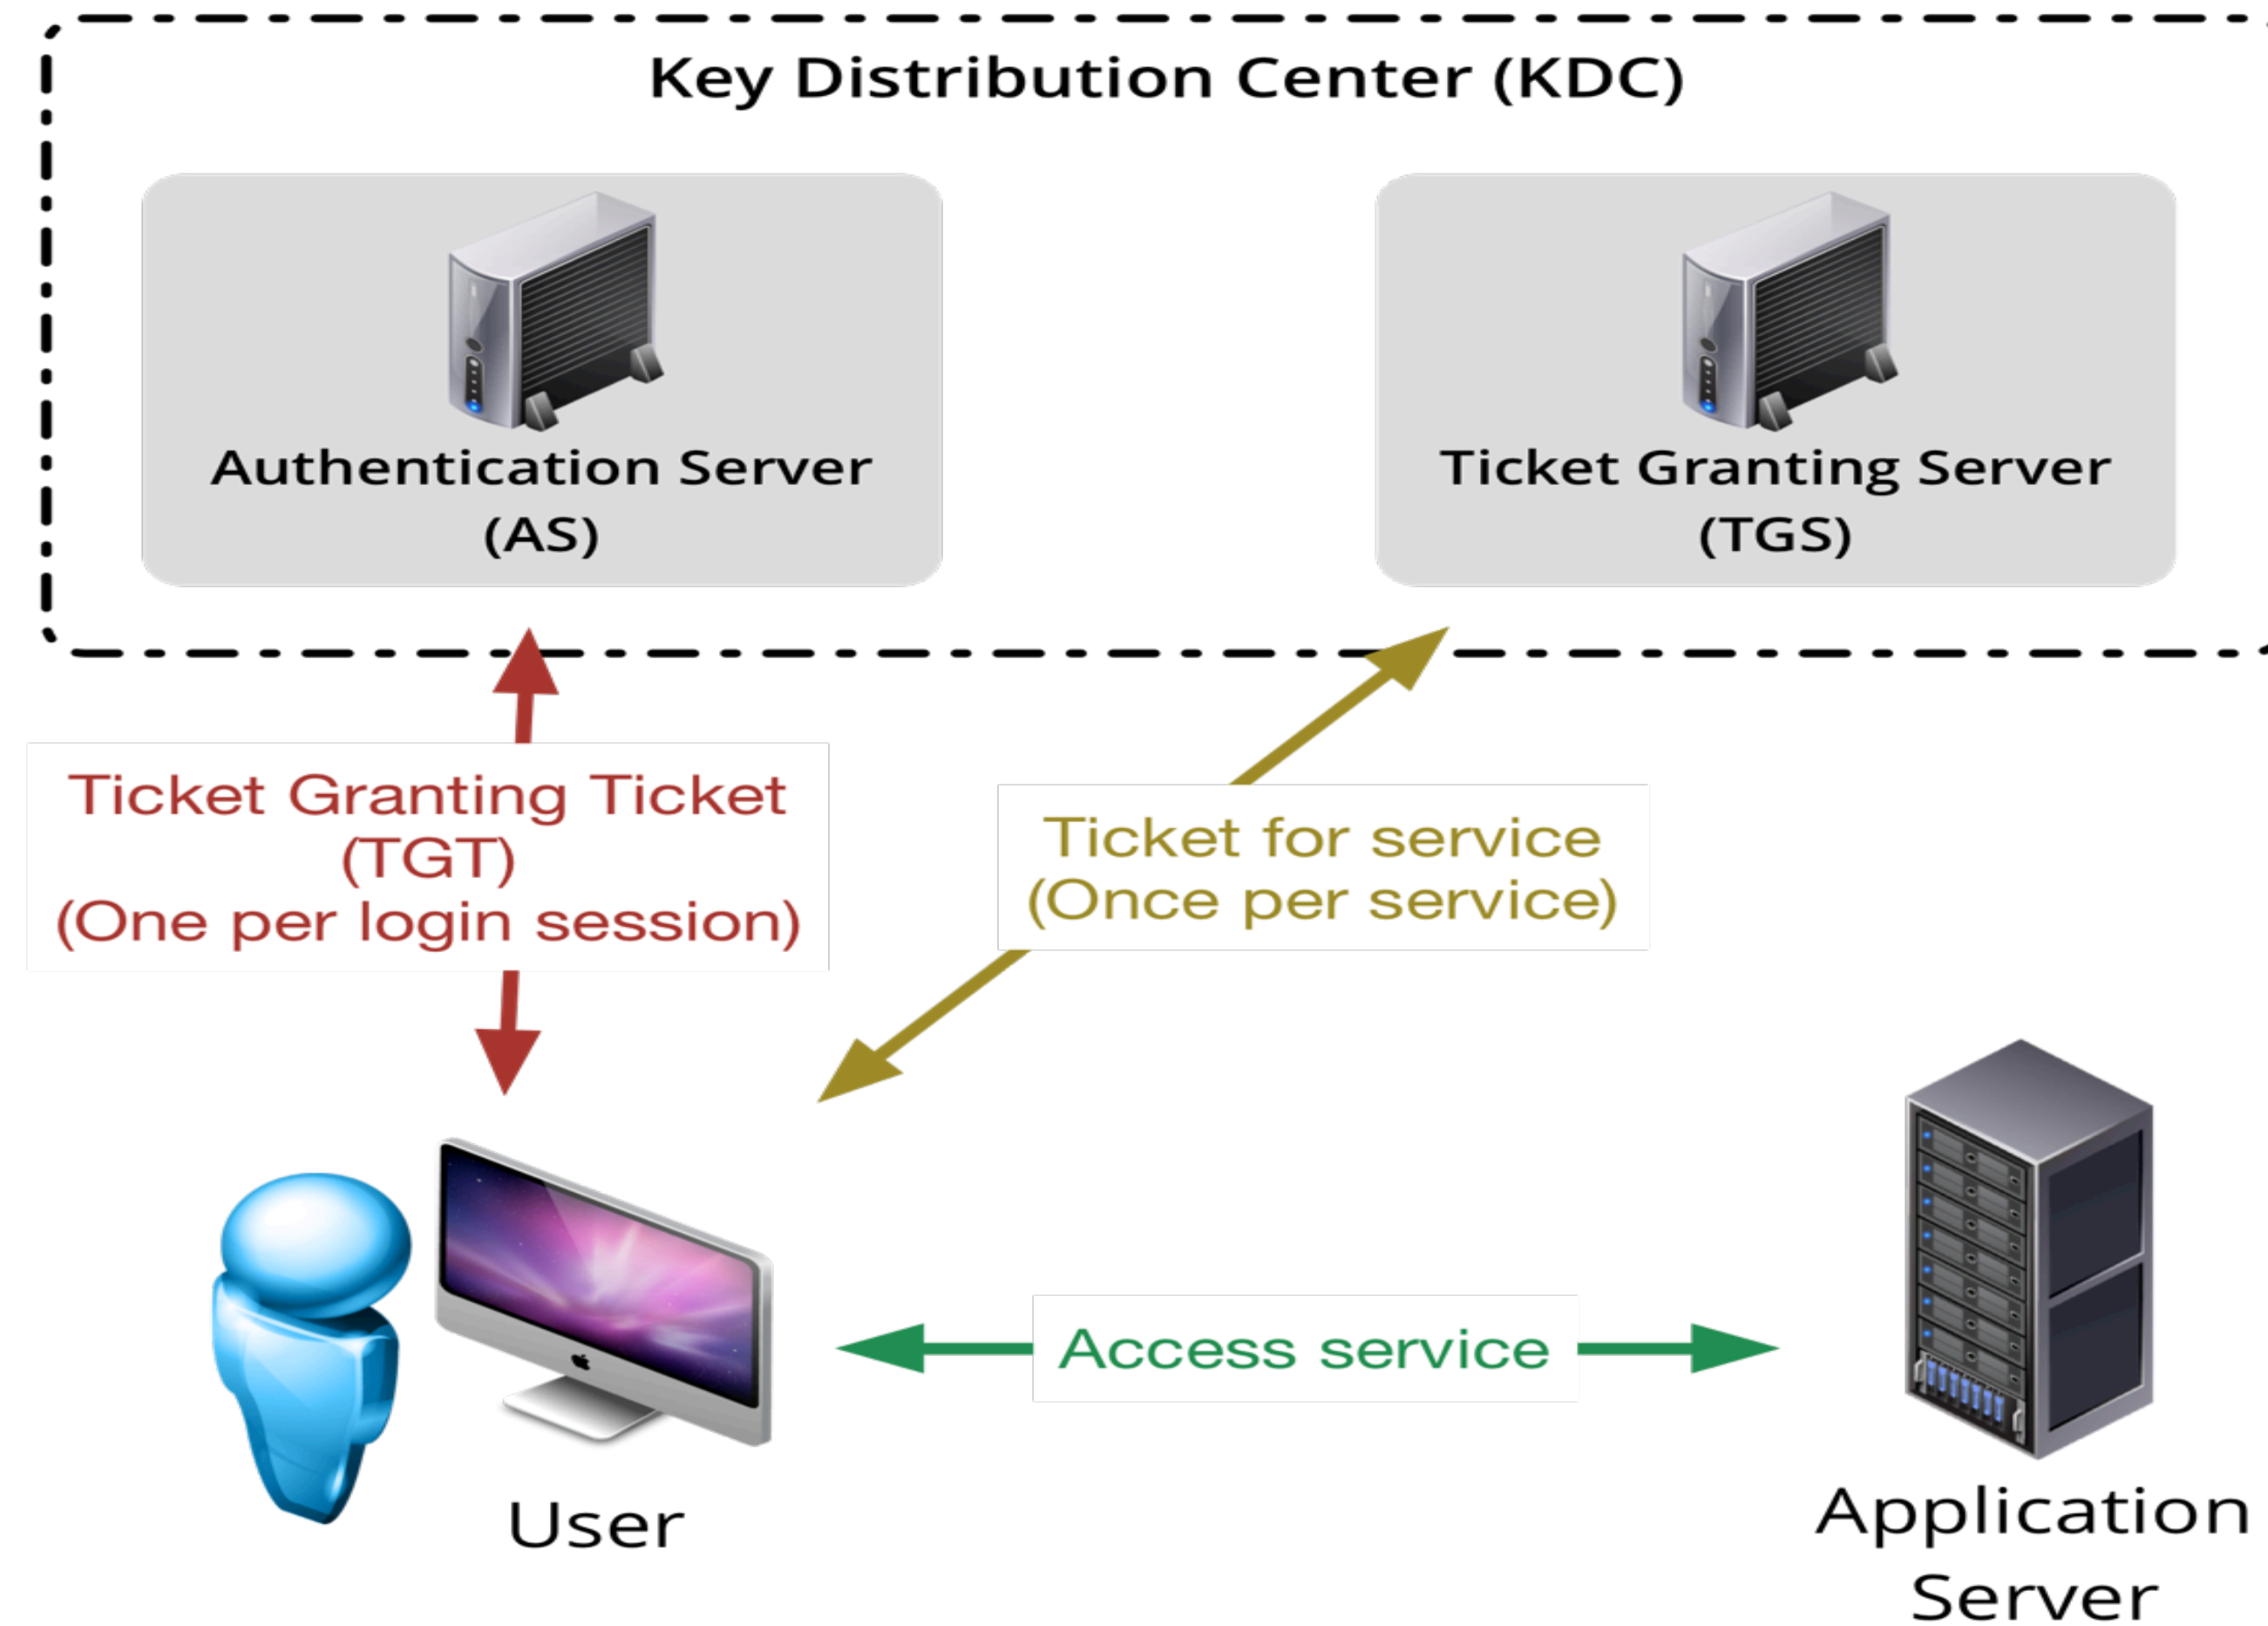 Key Distribution Center (KDC)
Authentication Server
(AS)
Ticket Granting Server
(TGS)
Ticket Granting Ticket
(TGT)
(One per login session)
Ticket for service
(Once per service)
Access service
User
Application
Server